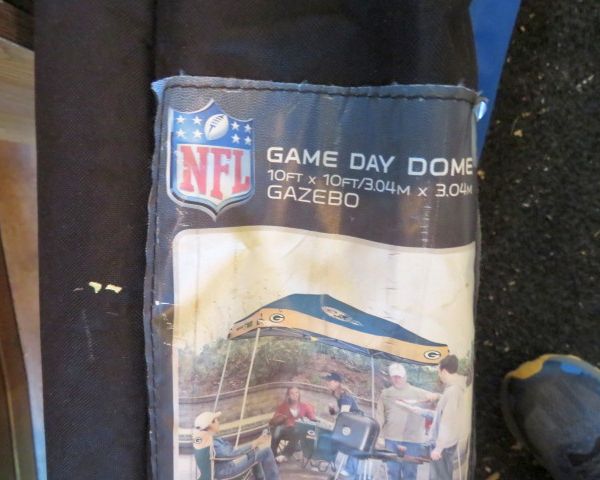 NFL
GAME DAY DOME
10FT x 10FT/3.04M x 3.04M
GAZEBO
G
G